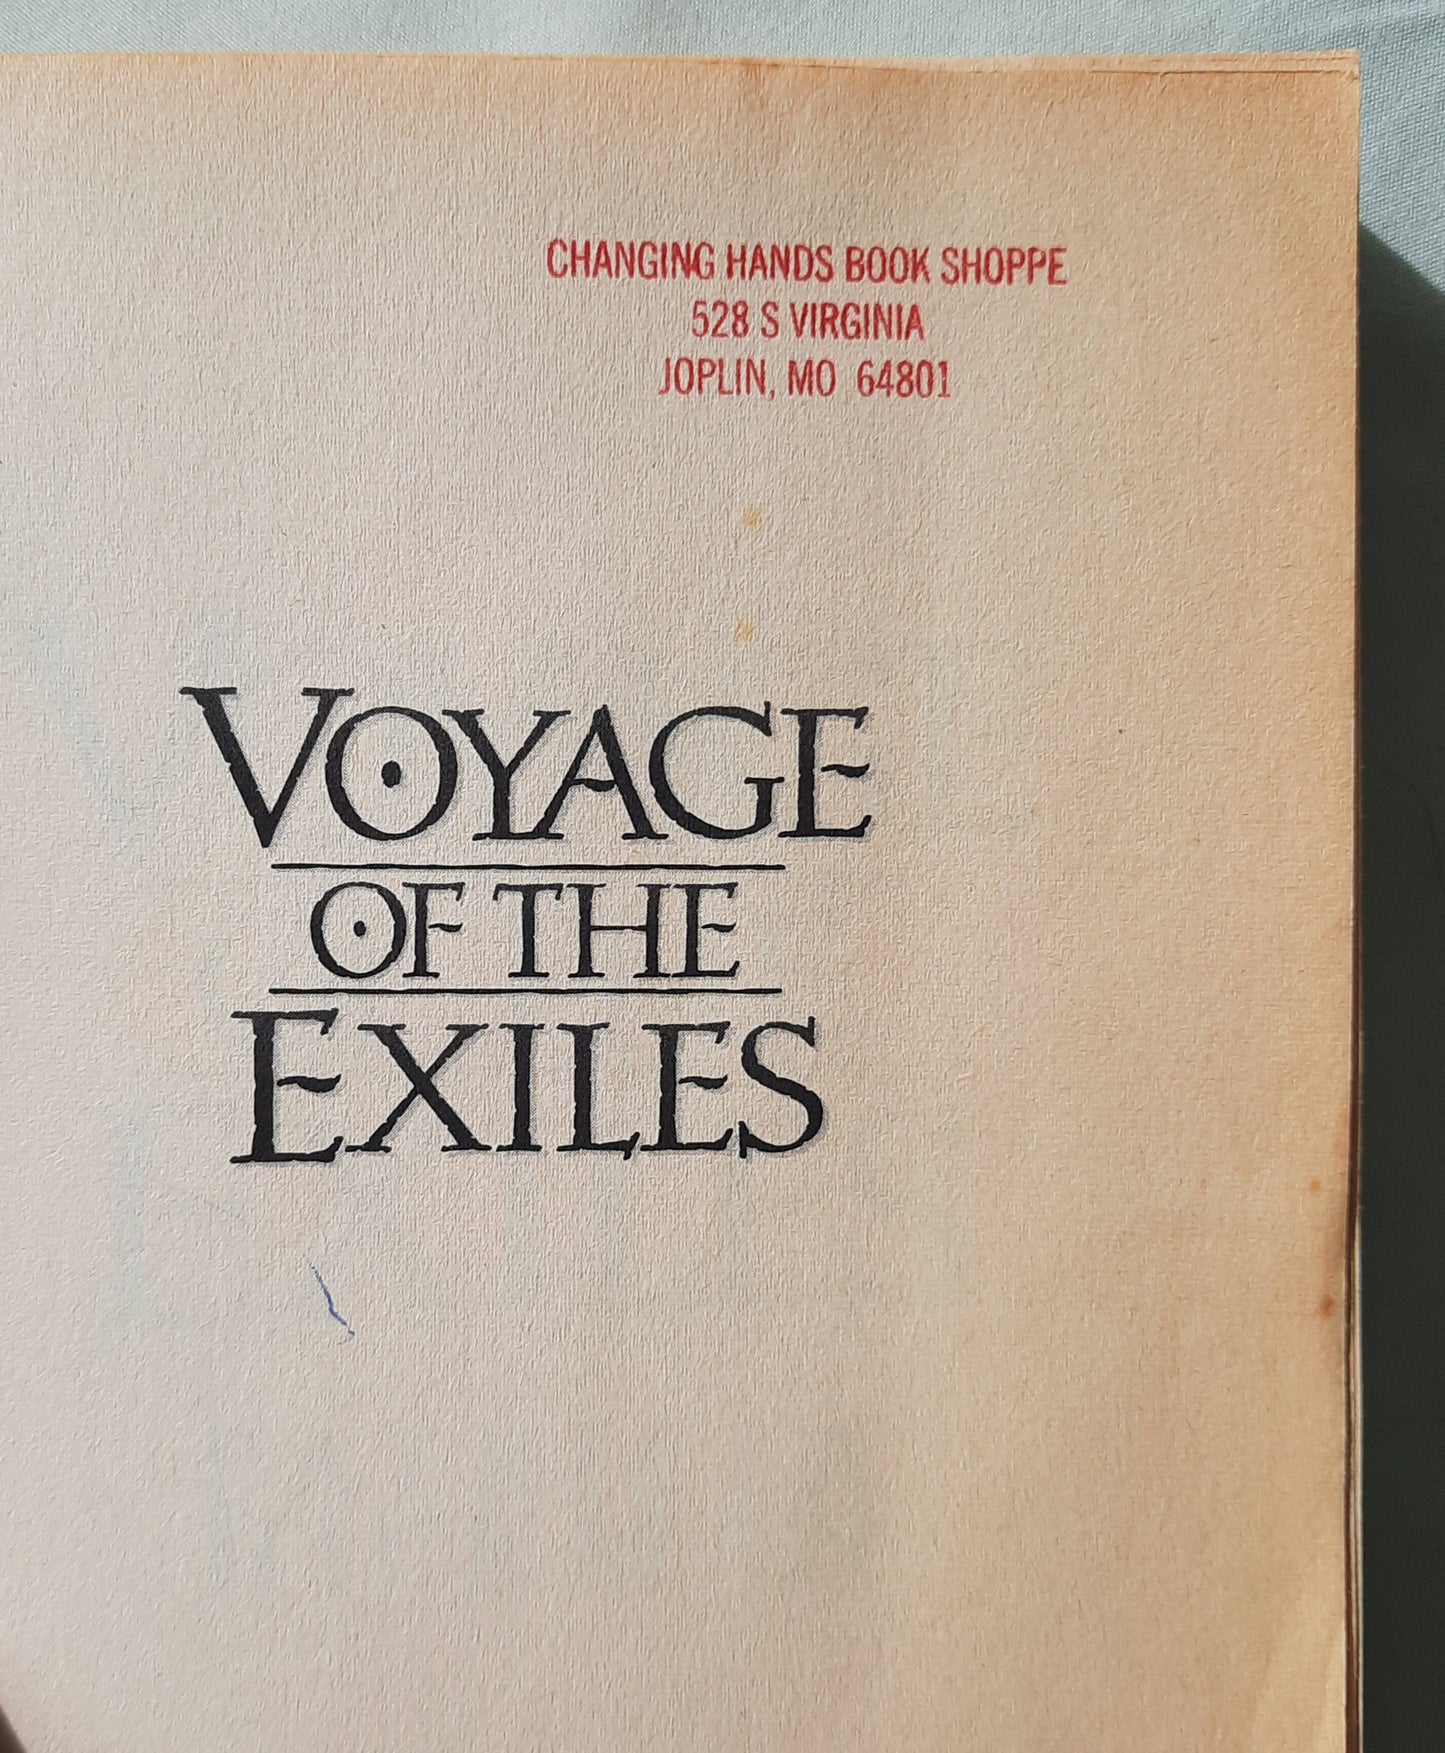 CHANGING HANDS BOOK SHOPPE
528 S VIRGINIA
JOPLIN, MO 64801
VOYAGE
OF THE
EXILES